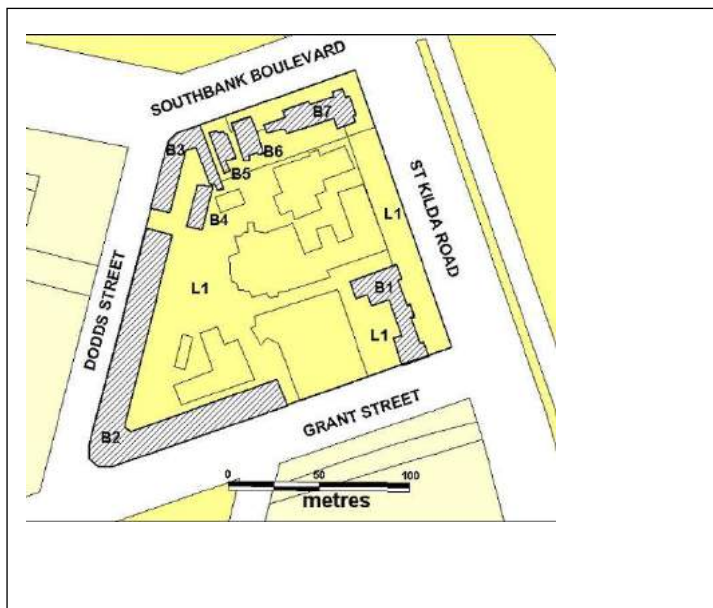 SOUTHBANK BOULEVARD
B7
B3
B6
B5
B4
L1
ST KILDA ROAD
L1
B1
DODDS STREET
L1
GRANT STREET
B2
0 50 100
metres